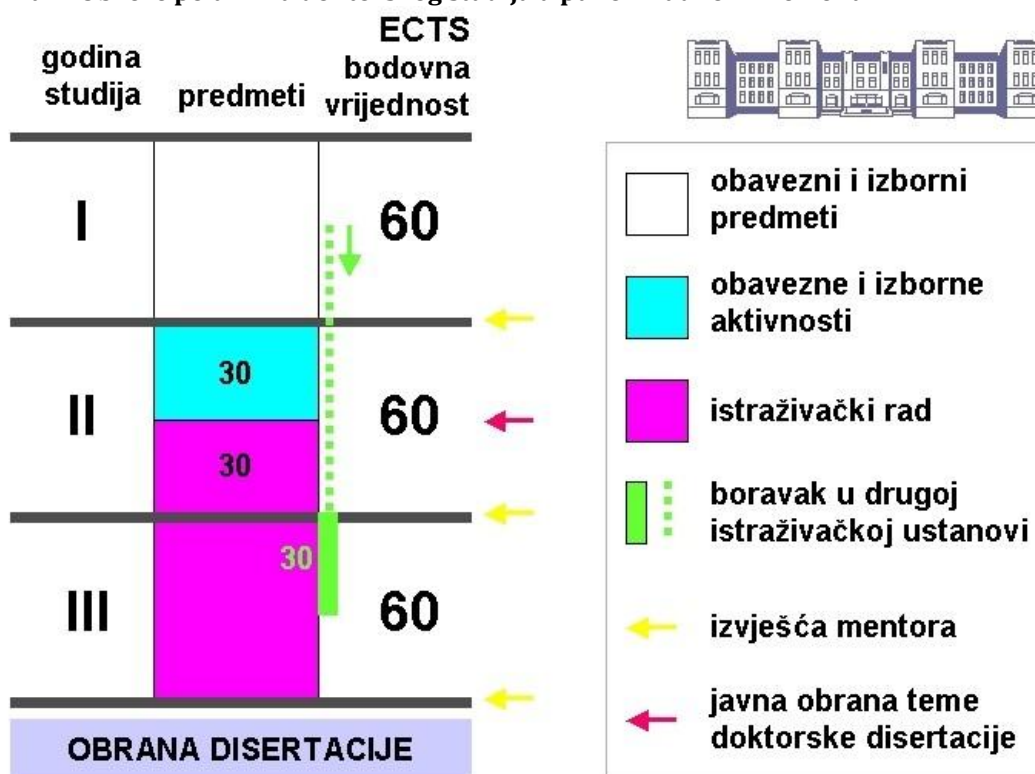 godina
studija
predmeti
ECTS
bodovna
vrijednost
I
60
30
II
60
30
30
III
60
OBRANA DISERTACIJE
obavezni i izborni
predmeti
obavezne i izborne
aktivnosti
istraživački rad
boravak u drugoj
istraživačkoj ustanovi
izvješća mentora
javna obrana teme
doktorske disertacije